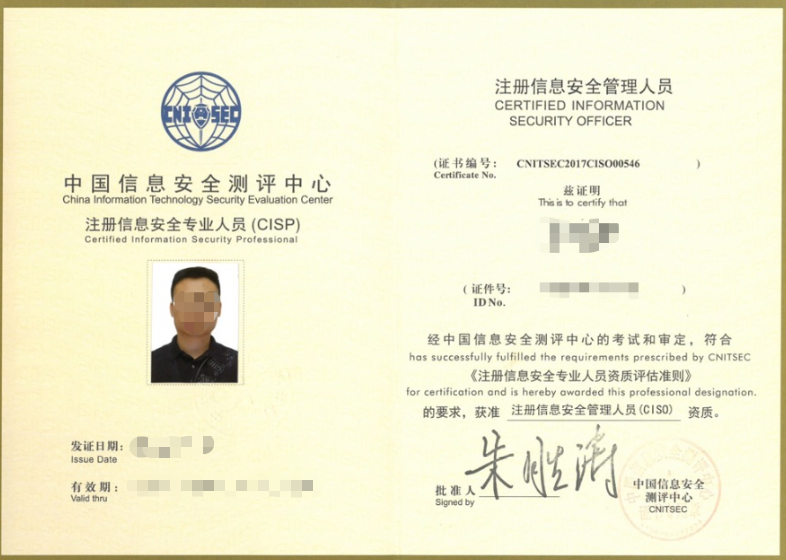 CNITSEC
中国信息安全测评中心
China Information Technology Security Evaluation Center
注册信息安全专业人员(CISP)
Certified Information Security Professional
发证日期:
Issue Date
有效期:
Valid thru
注册信息安全管理人员
CERTIFIED INFORMATION
SECURITY OFFICER
(证书编号: CNITSEC2017CISO00546 )
Certificate No.
兹证明
This is to certify that
(证件号: )
ID No.
经中国信息安全测评中心的考试和审定，符合
has successfully fulfilled the requirements prescribed by CNITSEC
《注册信息安全专业人员资质评估准则》
for certification and is hereby awarded this professional designation.
的要求，获准 注册信息安全管理人员(CISO) 资质。
朱胜涛
批准人
Signed by
中国信息安全
测评中心
CNITSEC